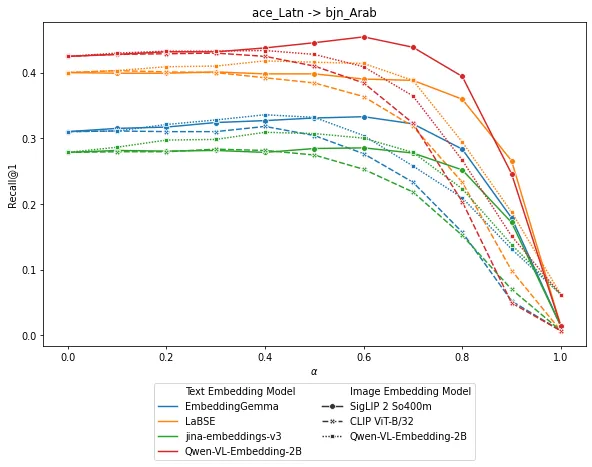 ace_Latn -> bjn_Arab
Recall@1
0.4
0.3
0.2
0.1
0.0
0.0 0.2 0.4 0.6 0.8 1.0
α
Text Embedding Model
EmbeddingGemma
LaBSE
jina-embeddings-v3
Qwen-VL-Embedding-2B
Image Embedding Model
SigLIP 2 So400m
CLIP ViT-B/32
Qwen-VL-Embedding-2B